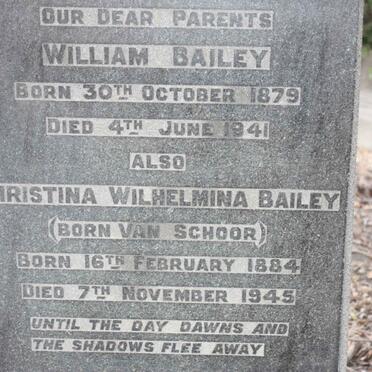 OUR DEAR PARENTS
WILLIAM BAILEY
BORN 30TH OCTOBER 1879
DIED 4TH JUNE 1941
ALSO
HRISTINA WILHELMINA BAILEY
(BORN VAN SCHOOR)
BORN 16TH FEBRUARY 1884
DIED 7TH NOVEMBER 1945
UNTIL THE DAY DAWNS AND
THE SHADOWS FLEE AWAY